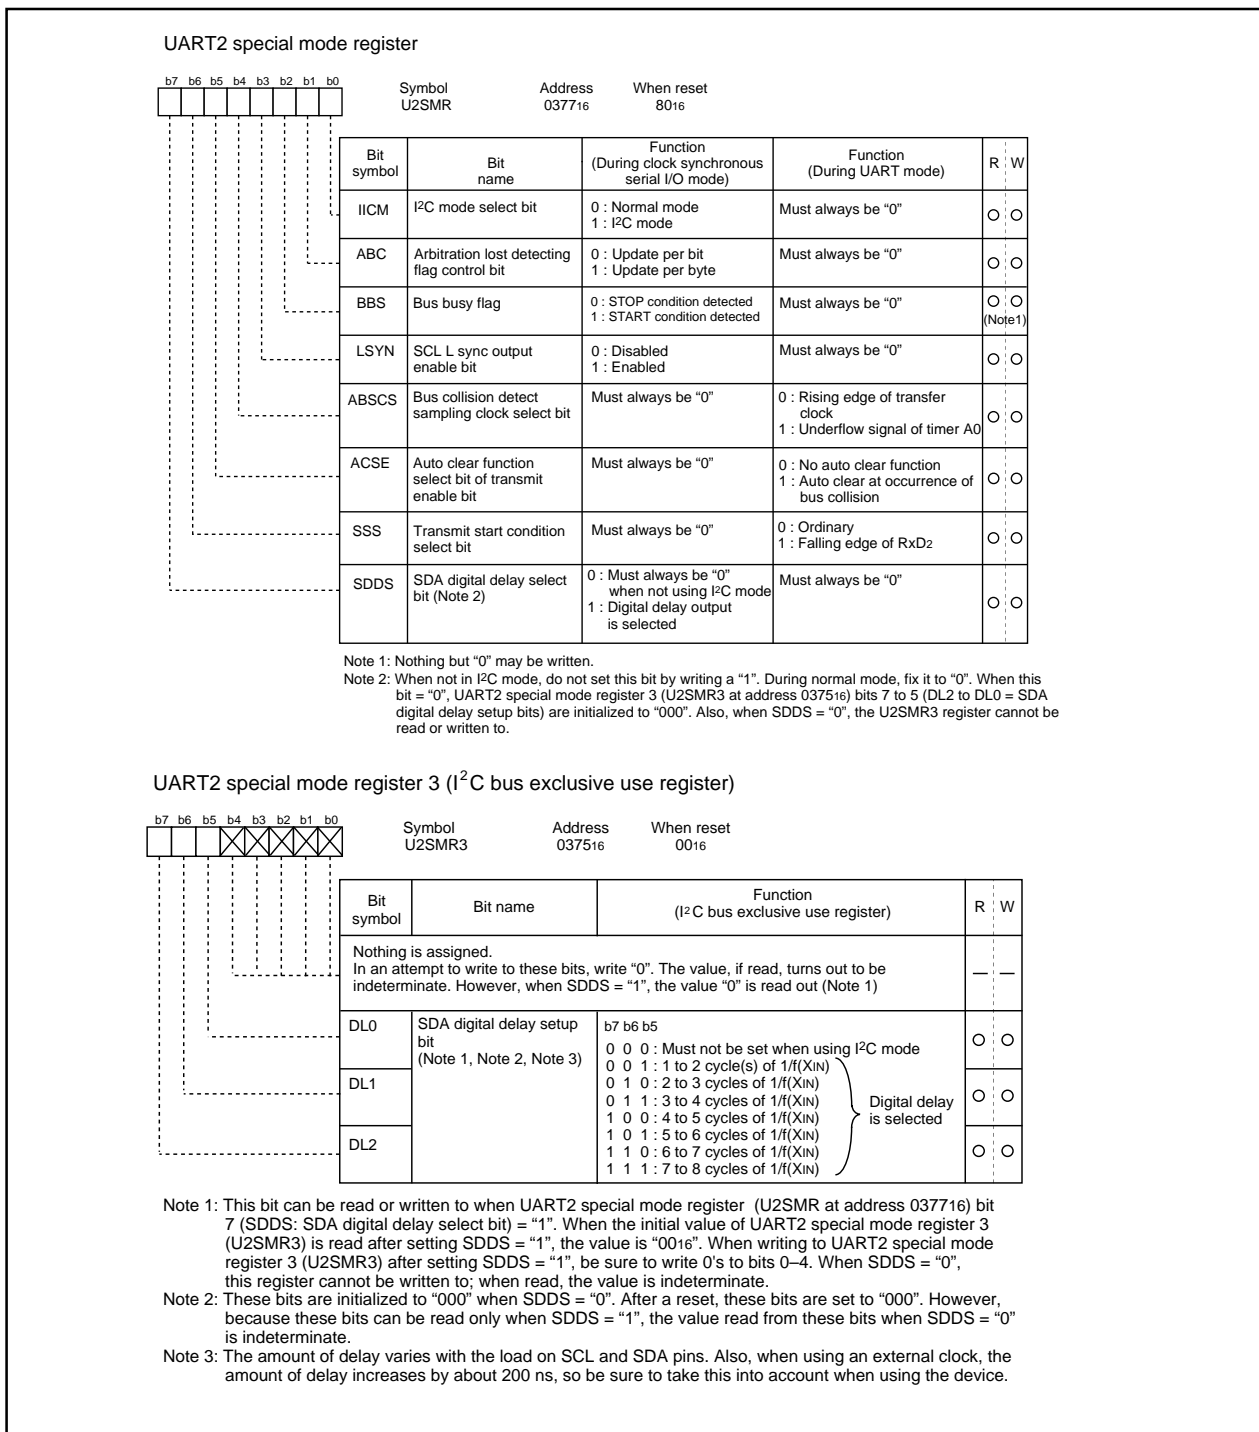 UART2 special mode register
b7 b6 b5 b4 b3 b2 b1 b0
Symbol Address When reset
U2SMR 037716 8016
Bit symbol Bit name Function (During clock synchronous serial I/O mode) Function (During UART mode) R W
IICM I2C mode select bit 0 : Normal mode 1 : I2C mode Must always be “0”
ABC Arbitration lost detecting flag control bit 0 : Update per bit 1 : Update per byte Must always be “0”
BBS Bus busy flag 0 : STOP condition detected 1 : START condition detected Must always be “0” (Note1)
LSYN SCL L sync output enable bit 0 : Disabled 1 : Enabled Must always be “0”
ABSCS Bus collision detect sampling clock select bit Must always be “0” 0 : Rising edge of transfer clock 1 : Underflow signal of timer A0
ACSE Auto clear function select bit of transmit enable bit Must always be “0” 0 : No auto clear function 1 : Auto clear at occurrence of bus collision
SSS Transmit start condition select bit Must always be “0” 0 : Ordinary 1 : Falling edge of RxD2
SDDS SDA digital delay select bit (Note 2) 0 : Must always be “0” when not using I2C mode 1 : Digital delay output is selected Must always be “0”
Note 1: Nothing but “0” may be written.
Note 2: When not in I2C mode, do not set this bit by writing a “1”. During normal mode, fix it to “0”. When this
bit = “0”, UART2 special mode register 3 (U2SMR3 at address 037516) bits 7 to 5 (DL2 to DL0 = SDA
digital delay setup bits) are initialized to “000”. Also, when SDDS = “0”, the U2SMR3 register cannot be
read or written to.
UART2 special mode register 3 (I2C bus exclusive use register)
b7 b6 b5 b4 b3 b2 b1 b0
Symbol Address When reset
U2SMR3 037516 0016
Bit symbol Bit name Function (I2C bus exclusive use register) R W
Nothing is assigned.
In an attempt to write to these bits, write “0”. The value, if read, turns out to be
indeterminate. However, when SDDS = “1”, the value “0” is read out (Note 1)
DL0 SDA digital delay setup bit (Note 1, Note 2, Note 3)
b7 b6 b5
0 0 0 : Must not be set when using I2C mode
0 0 1 : 1 to 2 cycle(s) of 1/f(XIN)
0 1 0 : 2 to 3 cycles of 1/f(XIN)
DL1
0 1 1 : 3 to 4 cycles of 1/f(XIN)
1 0 0 : 4 to 5 cycles of 1/f(XIN)
Digital delay is selected
1 0 1 : 5 to 6 cycles of 1/f(XIN)
DL2
1 1 0 : 6 to 7 cycles of 1/f(XIN)
1 1 1 : 7 to 8 cycles of 1/f(XIN)
Note 1: This bit can be read or written to when UART2 special mode register (U2SMR at address 037716) bit
7 (SDDS: SDA digital delay select bit) = “1”. When the initial value of UART2 special mode register 3
(U2SMR3) is read after setting SDDS = “1”, the value is “0016”. When writing to UART2 special mode
register 3 (U2SMR3) after setting SDDS = “1”, be sure to write 0’s to bits 0–4. When SDDS = “0”,
this register cannot be written to; when read, the value is indeterminate.
Note 2: These bits are initialized to “000” when SDDS = “0”. After a reset, these bits are set to “000”. However,
because these bits can be read only when SDDS = “1”, the value read from these bits when SDDS = “0”
is indeterminate.
Note 3: The amount of delay varies with the load on SCL and SDA pins. Also, when using an external clock, the
amount of delay increases by about 200 ns, so be sure to take this into account when using the device.